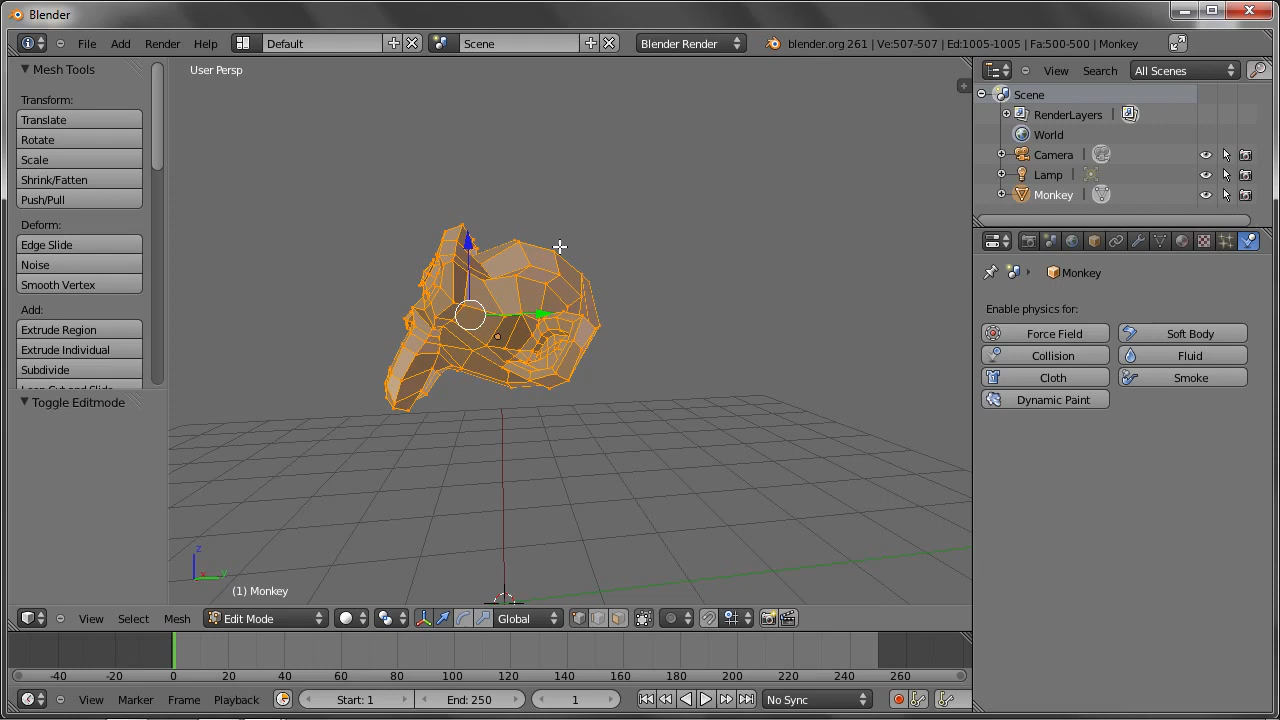 Blender
File Add Render Help Default Scene Blender Render blender.org 261 | Ve:507-507 | Ed:1005-1005 | Fa:500-500 | Monkey
Mesh Tools
Transform:
Translate
Rotate
Scale
Shrink/Fatten
Push/Pull
Deform:
Edge Slide
Noise
Smooth Vertex
Add:
Extrude Region
Extrude Individual
Subdivide
Toggle Editmode
User Persp
z
x y
(1) Monkey
View Select Mesh Edit Mode Global
-40 -20 0 20 40 60 80 100 120 140 160 180 200 220 240 260
View Marker Frame Playback Start: 1 End: 250 1 No Sync
View Search All Scenes
Scene
RenderLayers |
World
Camera |
Lamp |
Monkey |
Monkey
Enable physics for:
Force Field Soft Body
Collision Fluid
Cloth Smoke
Dynamic Paint